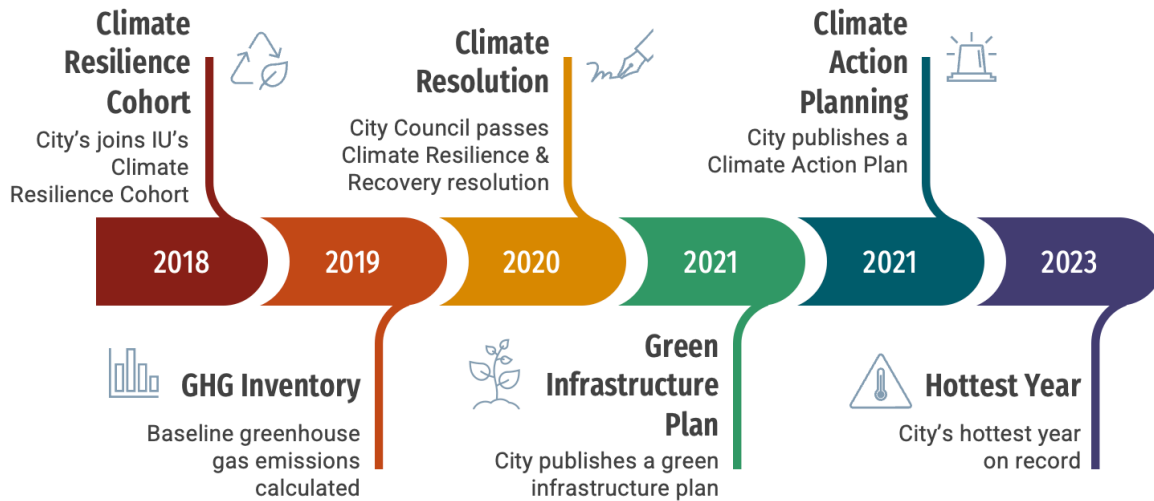 Climate
Resilience
Cohort
City's joins IU's
Climate
Resilience Cohort
Climate
Resolution
City Council passes
Climate Resilience &
Recovery resolution
Climate
Action
Planning
City publishes a
Climate Action Plan
2018
2019
2020
2021
2021
2023
GHG Inventory
Baseline greenhouse
gas emissions
calculated
Green
Infrastructure
Plan
City publishes a green
infrastructure plan
Hottest Year
City's hottest year
on record